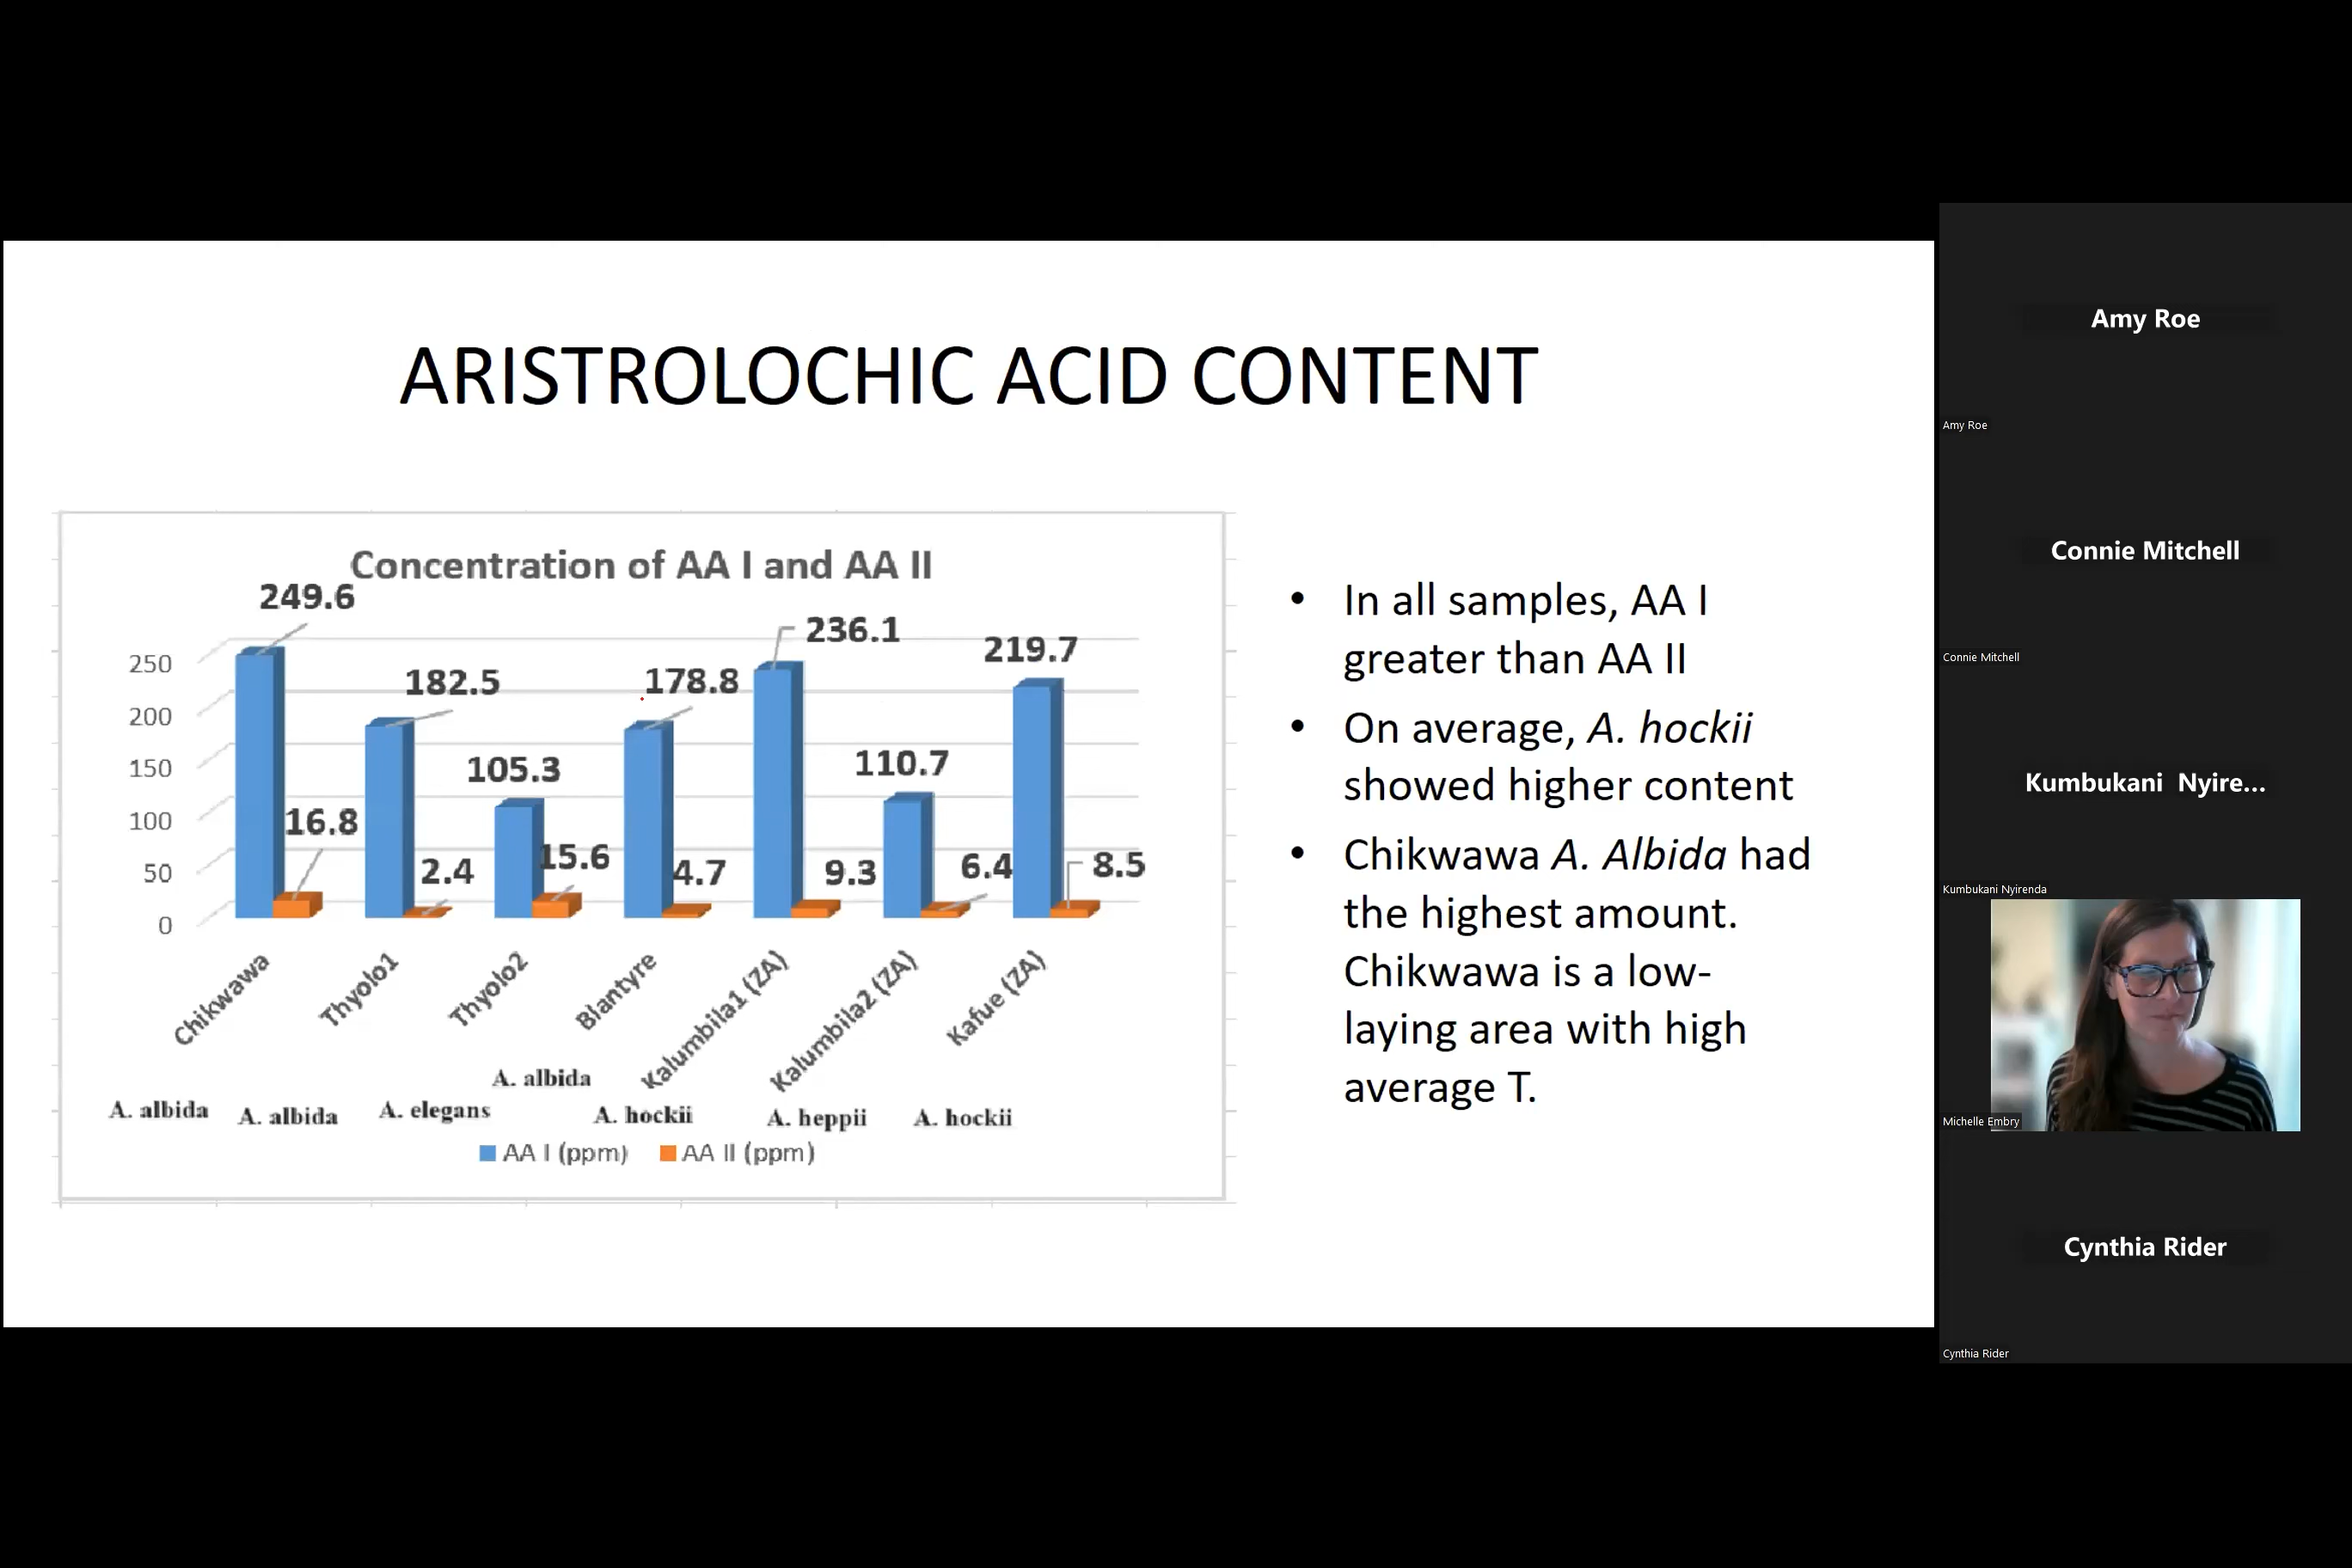 ARISTROLOCHIC ACID CONTENT
Concentration of AA I and AA II
249.6
236.1
219.7
182.5
178.8
105.3
110.7
16.8
2.4
15.6
4.7
9.3
6.4
8.5
250
200
150
100
50
0
Chikwawa
Thyolo1
Thyolo2
Blantyre
Kalumbila1 (ZA)
Kalumbila2 (ZA)
Kafue (ZA)
A. albida
A. albida
A. elegans
A. albida
A. hockii
A. heppii
A. hockii
AA I (ppm)
AA II (ppm)
• In all samples, AA I
greater than AA II
• On average, A. hockii
showed higher content
• Chikwawa A. Albida had
the highest amount.
Chikwawa is a low-
laying area with high
average T.
Amy Roe
Amy Roe
Connie Mitchell
Connie Mitchell
Kumbukani Nyire...
Kumbukani Nyirenda
Michelle Embry
Cynthia Rider
Cynthia Rider